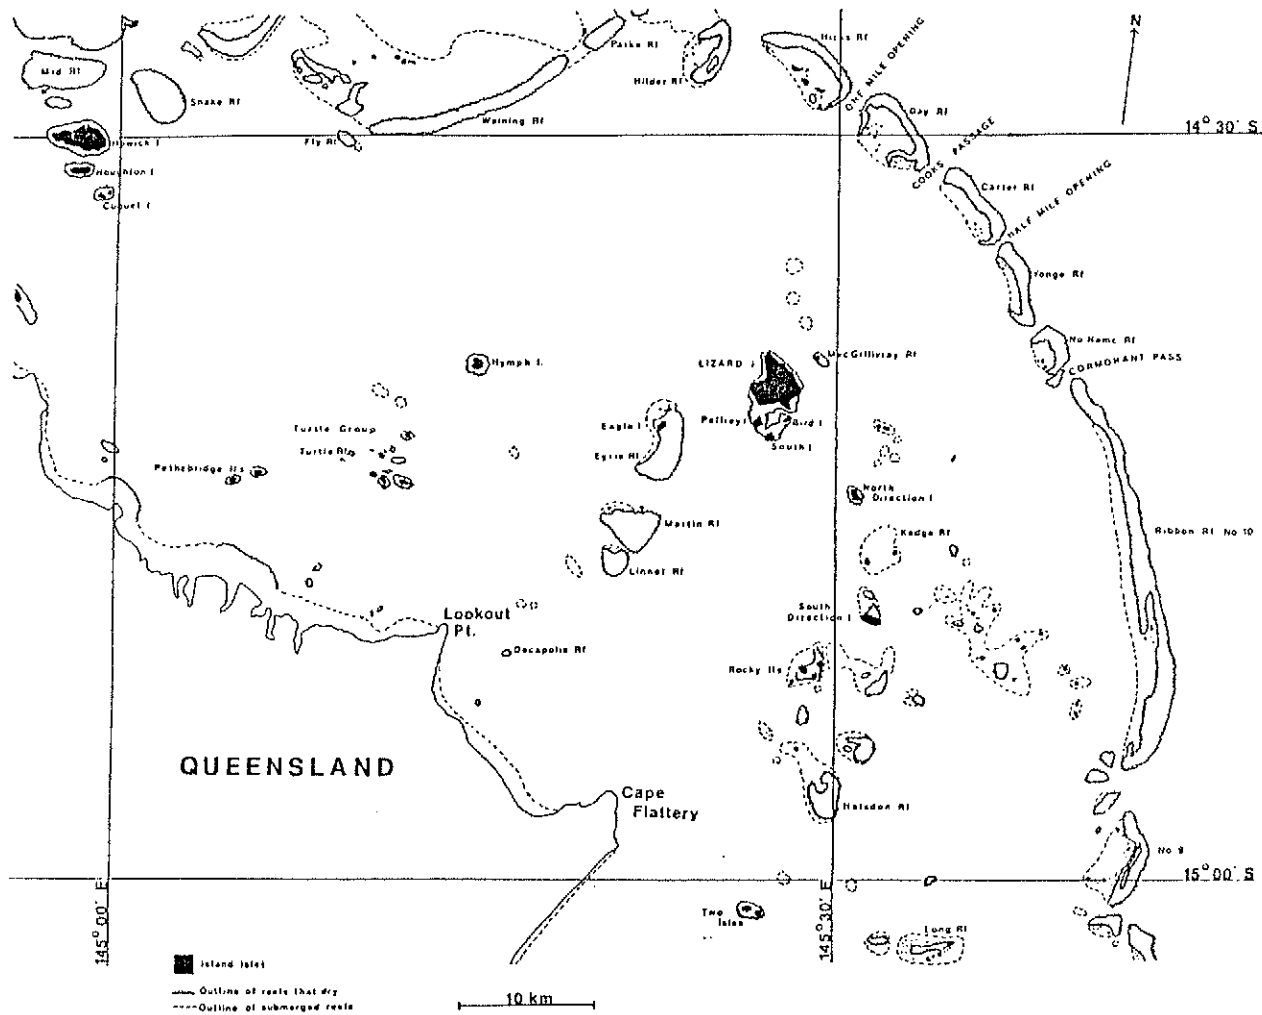 N
Hicks Rf
ONE MILE OPENING
Parke Rf
Hilder Rf
Mid Rf
Snake Rf
Waining Rf
Day Rf
14° 30' S
Fly Rf
COOKS PASSAGE
Houghton I
Coquet I
Carter Rf
HALF MILE OPENING
Yonge Rf
No Name Rf
CORMORANT PASS
Nymph I.
LIZARD I
MacGillivray Rf
Eagle I
Palfrey I
Bird I
South I
Turtle Group
Turtle Rf
Eyrie Rf
Pethebridge Ils
North
Direction I
Martin Rf
Kedge Rf
Ribbon Rf No 10
Linnet Rf
Lookout
Pt.
South
Direction I
Decapolis Rf
Rocky Ils
QUEENSLAND
Cape
Flattery
Helsdon Rf
No 9
15° 00' S
145° 00' E
145° 30' E
Two
Isles
Long Rf
Island Islet
Outline of reefs that dry
Outline of submerged reefs
10 km